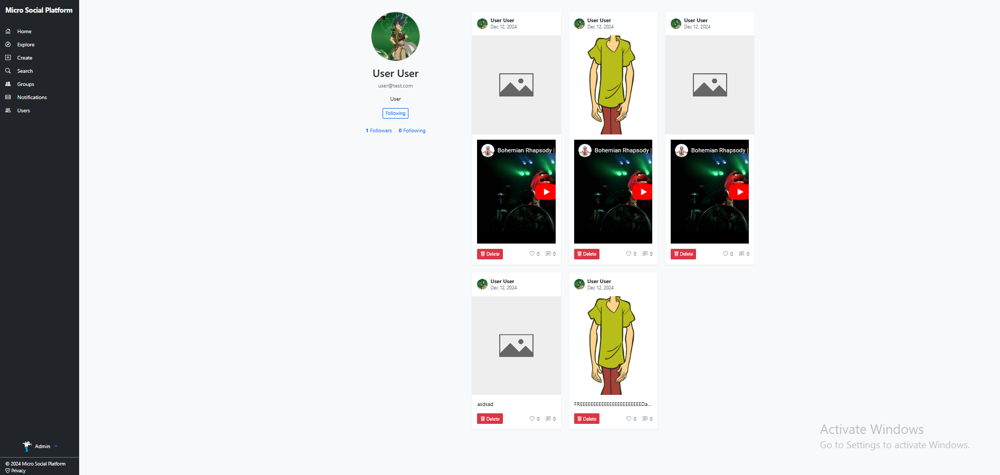 Micro Social Platform
Home
Explore
Create
Search
Groups
Notifications
Users
Admin
© 2024 Micro Social Platform
Privacy
User User
user@test.com
User
Following
1 Followers 0 Following
User User
Dec 12, 2024
Bohemian Rhapsody |
Delete
0 0
User User
Dec 12, 2024
Bohemian Rhapsody |
Delete
0 0
User User
Dec 12, 2024
Bohemian Rhapsody |
Delete
0 0
User User
Dec 12, 2024
asdsad
Delete
0 0
User User
Dec 12, 2024
FREEEEEEEEEEEEEEEEEEEEEEEDa...
Delete
0 0
Activate Windows
Go to Settings to activate Windows.